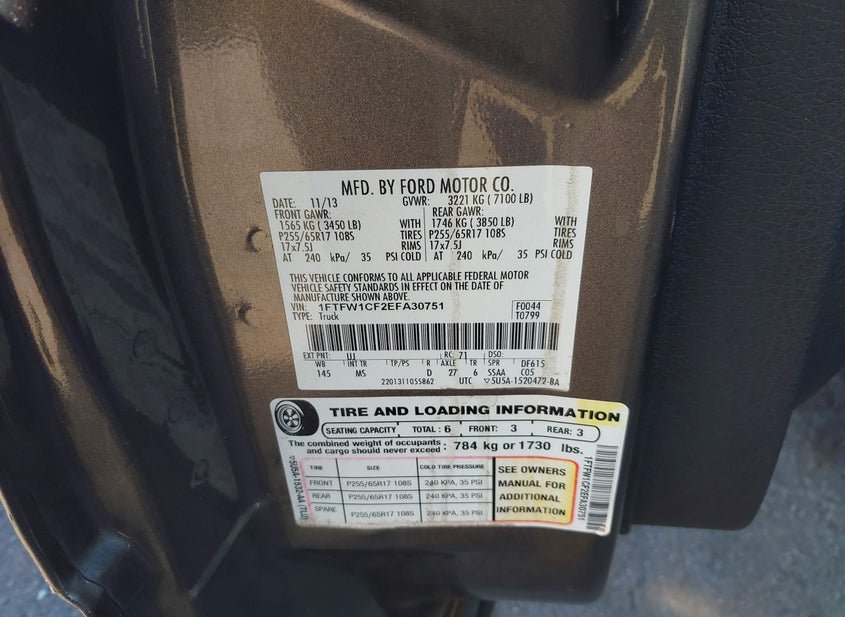 MFD. BY FORD MOTOR CO.
DATE: 11/13 GVWR: 3221 KG ( 7100 LB)
FRONT GAWR: REAR GAWR:
1565 KG ( 3450 LB) WITH 1746 KG ( 3850 LB) WITH
P255/65R17 108S TIRES P255/65R17 108S TIRES
17x7.5J RIMS 17x7.5J RIMS
AT 240 kPa/ 35 PSI COLD AT 240 kPa/ 35 PSI COLD
THIS VEHICLE CONFORMS TO ALL APPLICABLE FEDERAL MOTOR
VEHICLE SAFETY STANDARDS IN EFFECT ON THE DATE OF
MANUFACTURE SHOWN ABOVE.
VIN: 1FTFW1CF2EFA30751 F0044
TYPE: Truck T0799
EXT PNT: UJ RC: 71 DSO:
WB INT TR TP/PS R AXLE TR SPR DF615
145 MS D 27 6 SSAA C05
2201311055862 UTC ▽5U5A-1520472-BA
TIRE AND LOADING INFORMATION
SEATING CAPACITY TOTAL: 6 FRONT: 3 REAR: 3
The combined weight of occupants and cargo should never exceed : 784 kg or 1730 lbs.
TIRE SIZE COLD TIRE PRESSURE
FRONT P255/65R17 108S 240 KPA, 35 PSI
REAR P255/65R17 108S 240 KPA, 35 PSI
SPARE P255/65R17 108S 240 KPA, 35 PSI
SEE OWNERS
MANUAL FOR
ADDITIONAL
INFORMATION
▽5U5A-1532-AA (TLU)
1FTFW1CF2EFA30751